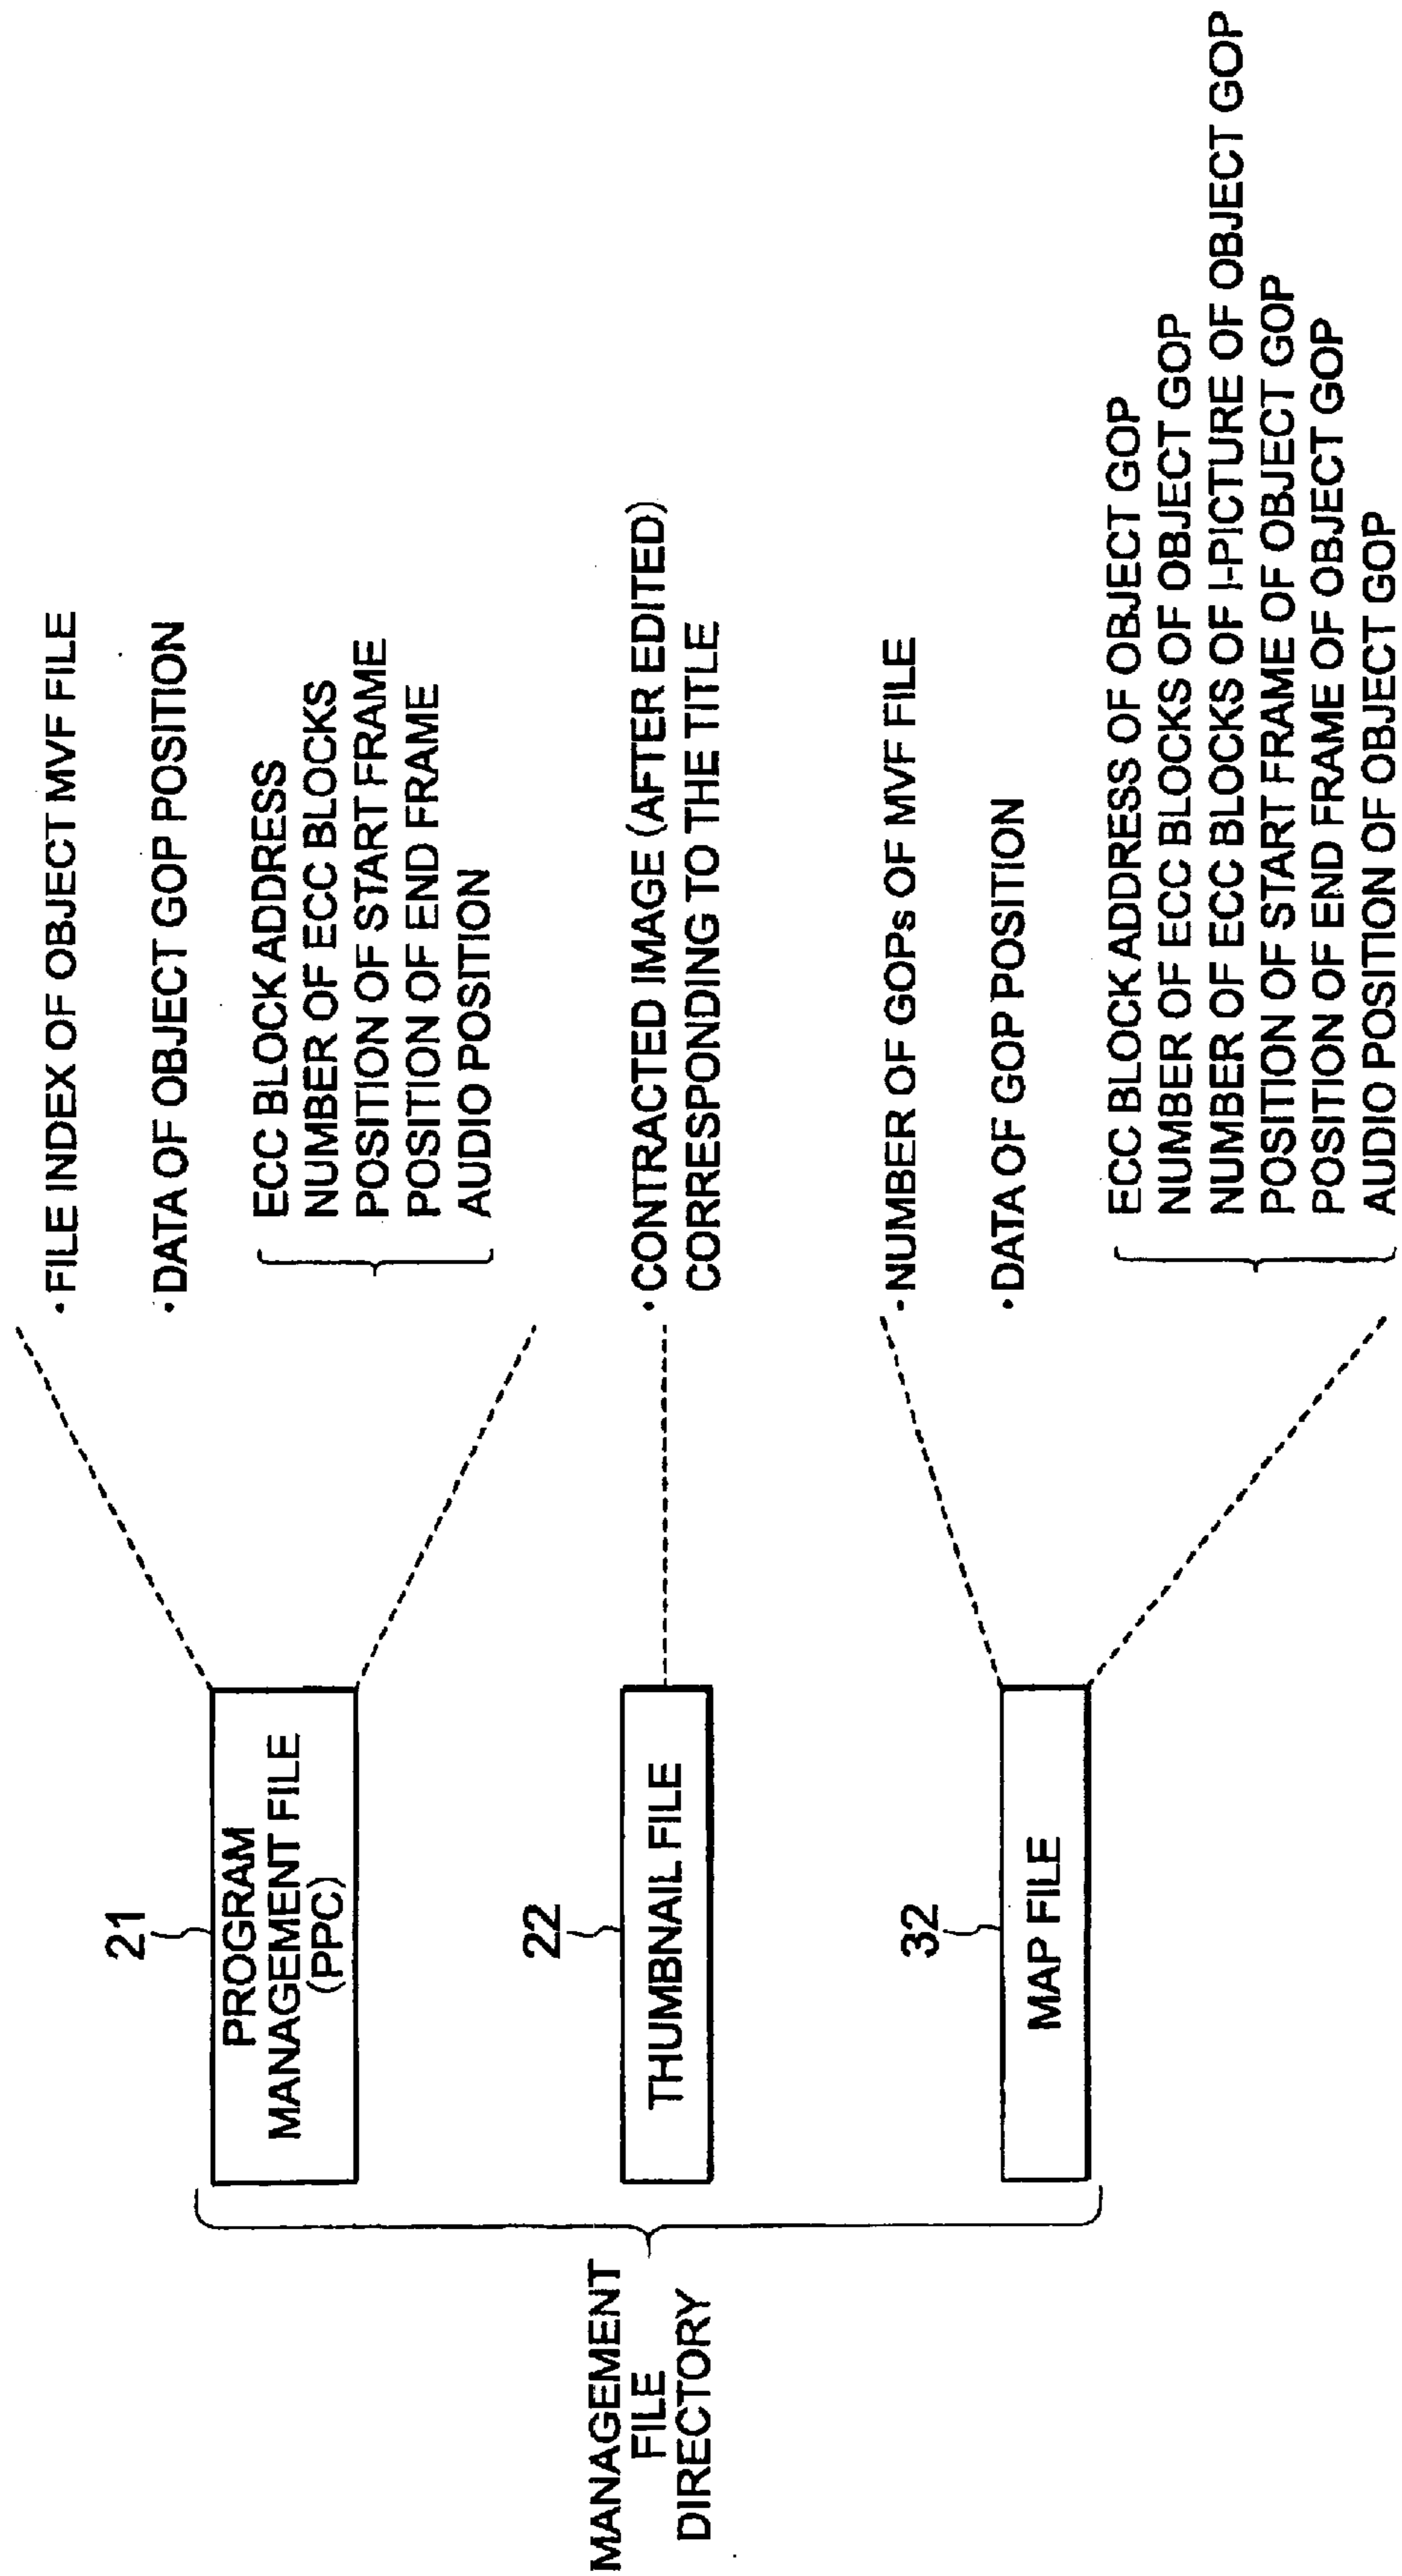 MANAGEMENT
FILE
DIRECTORY
21
PROGRAM
MANAGEMENT FILE
(PPC)
・FILE INDEX OF OBJECT MVF FILE
・DATA OF OBJECT GOP POSITION
ECC BLOCK ADDRESS
NUMBER OF ECC BLOCKS
POSITION OF START FRAME
POSITION OF END FRAME
AUDIO POSITION
22
THUMBNAIL FILE
・CONTRACTED IMAGE (AFTER EDITED)
CORRESPONDING TO THE TITLE
32
MAP FILE
・NUMBER OF GOPs OF MVF FILE
・DATA OF GOP POSITION
ECC BLOCK ADDRESS OF OBJECT GOP
NUMBER OF ECC BLOCKS OF OBJECT GOP
NUMBER OF ECC BLOCKS OF I-PICTURE OF OBJECT GOP
POSITION OF START FRAME OF OBJECT GOP
POSITION OF END FRAME OF OBJECT GOP
AUDIO POSITION OF OBJECT GOP